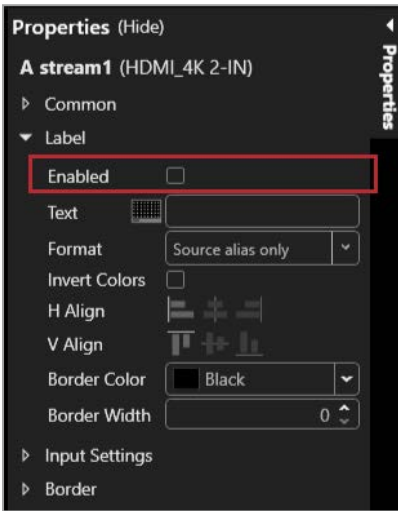 Properties (Hide)
Properties
A stream1 (HDMI_4K 2-IN)
Common
Label
Enabled
Text
Format Source alias only
Invert Colors
H Align
V Align
Border Color Black
Border Width 0
Input Settings
Border